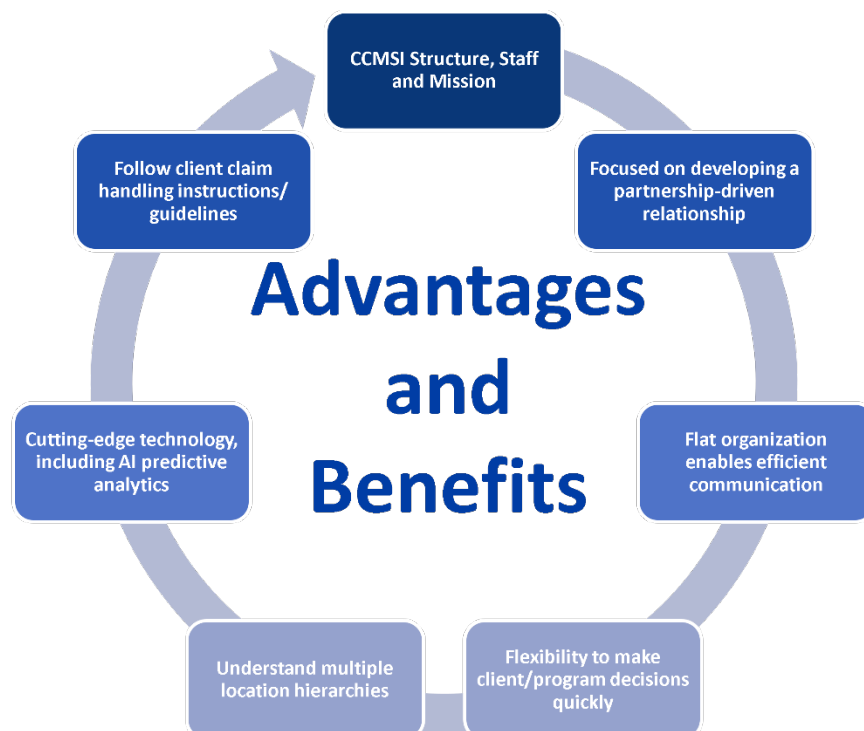 CCMSI Structure, Staff
and Mission
Focused on developing a
partnership-driven
relationship
Flat organization
enables efficient
communication
Flexibility to make
client/program decisions
quickly
Understand multiple
location hierarchies
Cutting-edge technology,
including AI predictive
analytics
Follow client claim
handling instructions/
guidelines
Advantages
and
Benefits